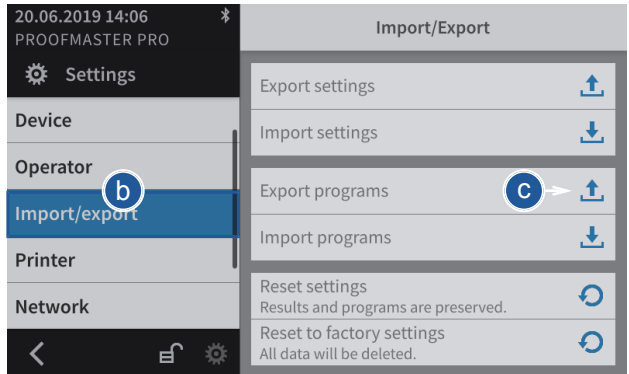 20.06.2019 14:06
PROOFMASTER PRO
Settings
Device
Operator
b
Import/export
Printer
Network
Import/Export
Export settings
Import settings
Export programs
c
Import programs
Reset settings
Results and programs are preserved.
Reset to factory settings
All data will be deleted.